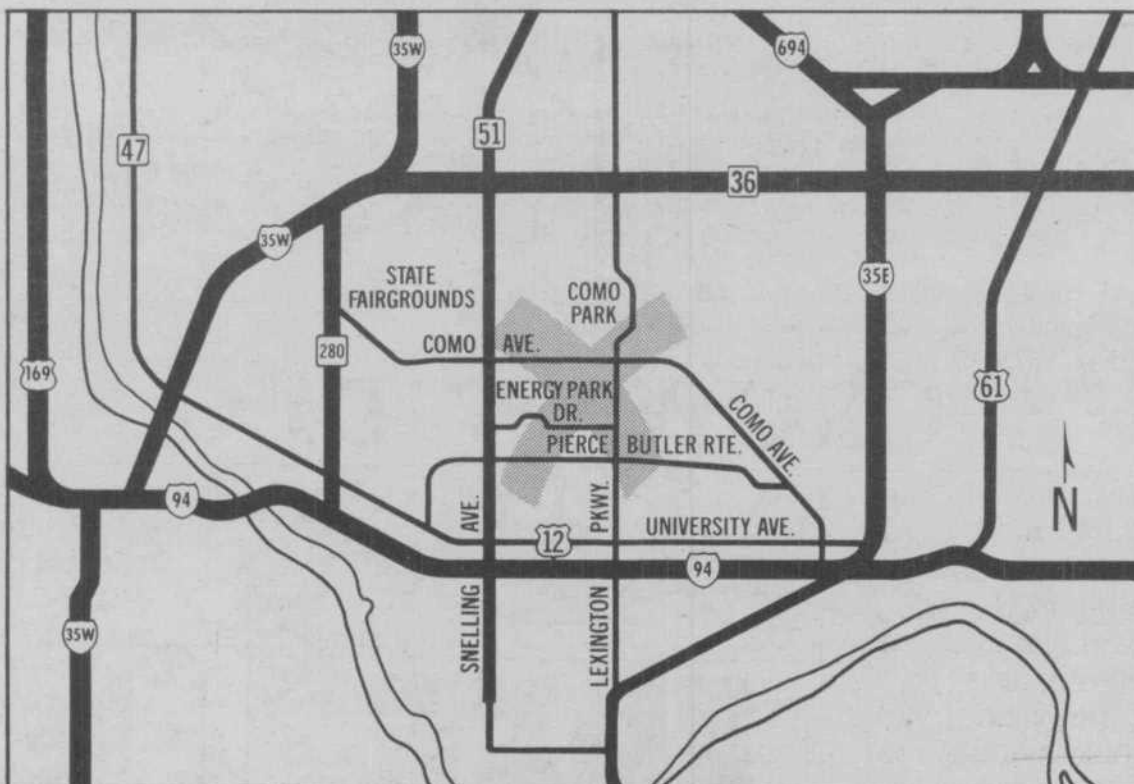 35W
694
47
51
36
35W
STATE
FAIRGROUNDS
COMO
PARK
35E
280
COMO AVE.
169
61
ENERGY PARK
DR.
COMO AVE.
PIERCE BUTLER RTE.
N
94
AVE.
PKWY.
UNIVERSITY AVE.
12
94
SNELLING
LEXINGTON
35W